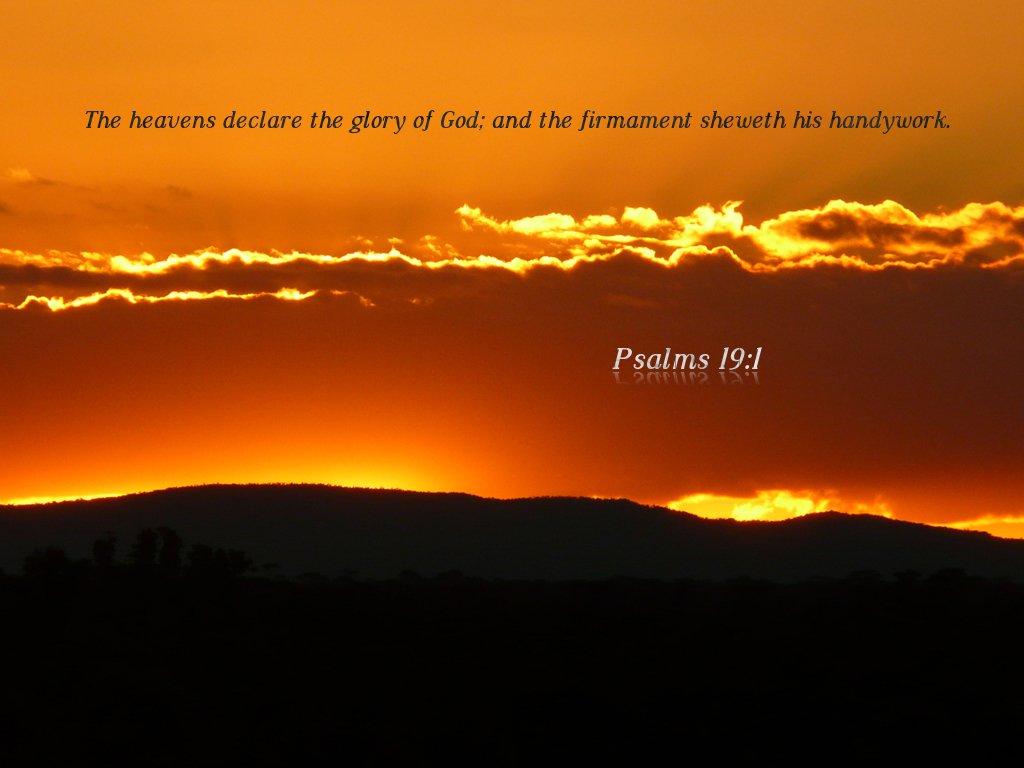 The heavens declare the glory of God; and the firmament sheweth his handywork.
Psalms 19:1